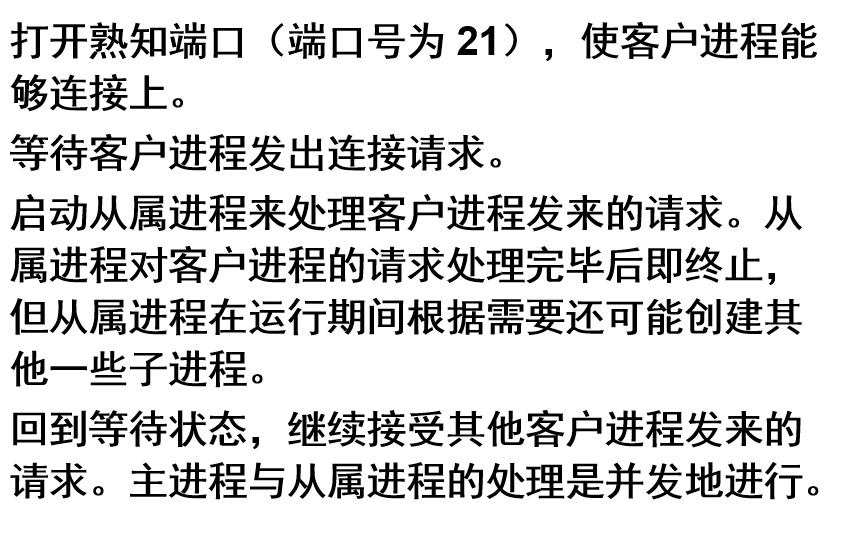 打开熟知端口（端口号为 21），使客户进程能
够连接上。
等待客户进程发出连接请求。
启动从属进程来处理客户进程发来的请求。从
属进程对客户进程的请求处理完毕后即终止，
但从属进程在运行期间根据需要还可能创建其
他一些子进程。
回到等待状态，继续接受其他客户进程发来的
请求。主进程与从属进程的处理是并发地进行。